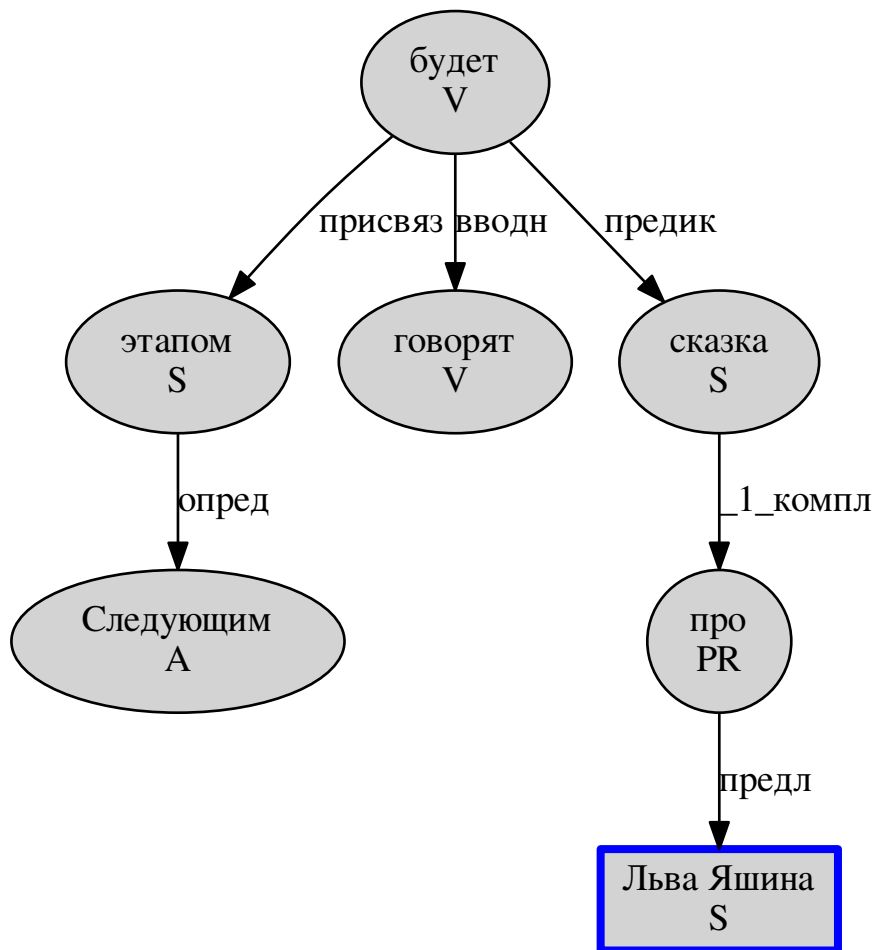 будет
V
присвяз вводн предик
этапом
S
говорят
V
сказка
S
опред
_1_компл
Следующим
A
про
PR
предл
Льва Яшина
S